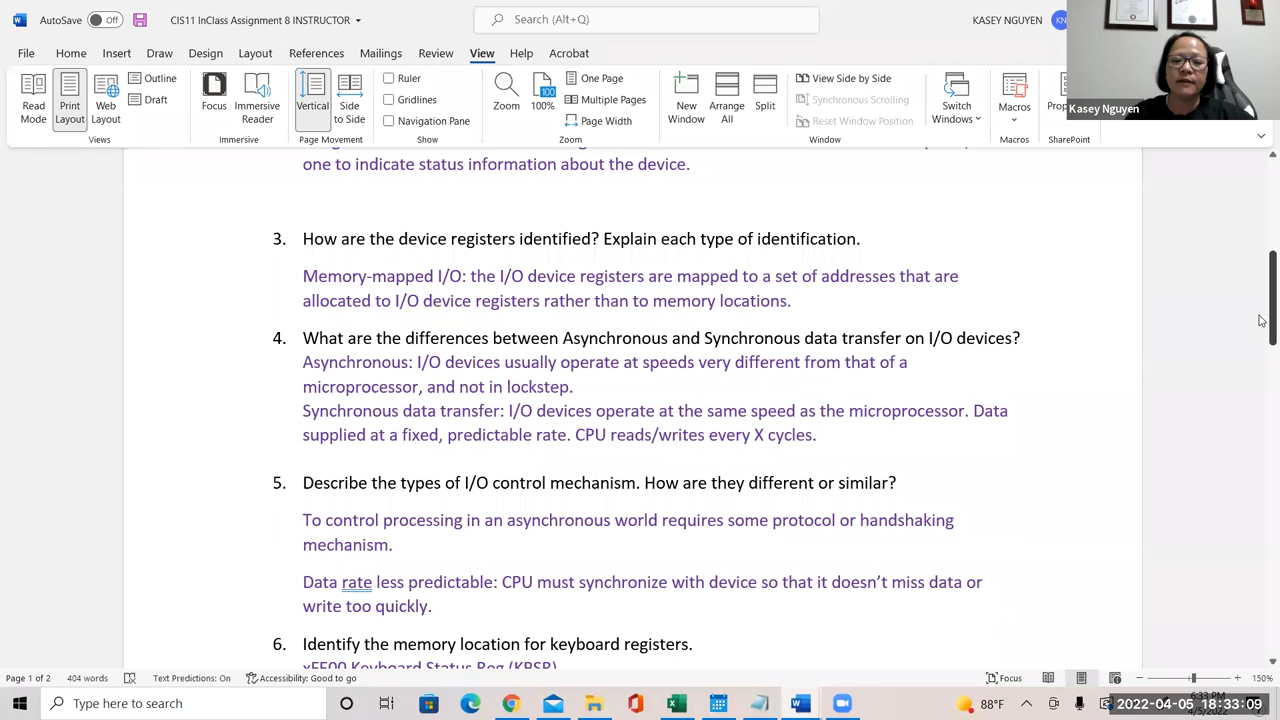 AutoSave Off CIS11 InClass Assignment 8 INSTRUCTOR Search (Alt+Q) KASEY NGUYEN KN
File Home Insert Draw Design Layout References Mailings Review View Help Acrobat
Read Mode
Print Layout
Web Layout
Outline
Draft
Views
Focus
Immersive Reader
Immersive
Vertical
Side to Side
Page Movement
Ruler
Gridlines
Navigation Pane
Show
Zoom
100
100%
One Page
Multiple Pages
Page Width
Zoom
New Window
Arrange All
Split
View Side by Side
Synchronous Scrolling
Reset Window Position
Window
Switch Windows
Macros
Macros
SharePoint
Kasey Nguyen
one to indicate status information about the device.
3. How are the device registers identified? Explain each type of identification.
Memory-mapped I/O: the I/O device registers are mapped to a set of addresses that are
allocated to I/O device registers rather than to memory locations.
4. What are the differences between Asynchronous and Synchronous data transfer on I/O devices?
Asynchronous: I/O devices usually operate at speeds very different from that of a
microprocessor, and not in lockstep.
Synchronous data transfer: I/O devices operate at the same speed as the microprocessor. Data
supplied at a fixed, predictable rate. CPU reads/writes every X cycles.
5. Describe the types of I/O control mechanism. How are they different or similar?
To control processing in an asynchronous world requires some protocol or handshaking
mechanism.
Data rate less predictable: CPU must synchronize with device so that it doesn't miss data or
write too quickly.
6. Identify the memory location for keyboard registers.
xFE00 Keyboard Status Reg (KBSR)
Page 1 of 2 404 words Text Predictions: On Accessibility: Good to go Focus 150%
Type here to search 88°F 6:33 PM
4/5/2022
2022-04-05 18:33:09